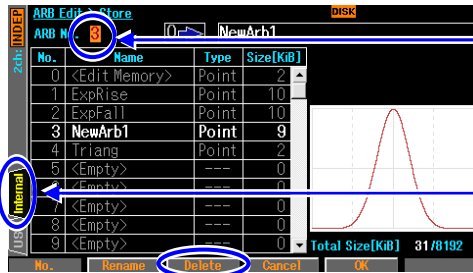 ARB Edit > Store DISK
INDEP
2ch:
ARB No. 3 NewArb1
No. Name Type Size[KiB]
0 <Edit Memory> Point 2
1 ExpRise Point 10
2 ExpFall Point 10
3 NewArb1 Point 9
4 Triang Point 2
5 <Empty> --- 0
<Empty> --- 0
<Empty> --- 0
8 <Empty> --- 0
9 <Empty> --- 0
Internal
USB
Total Size[KiB] 31/8192
No. Rename Delete Cancel OK